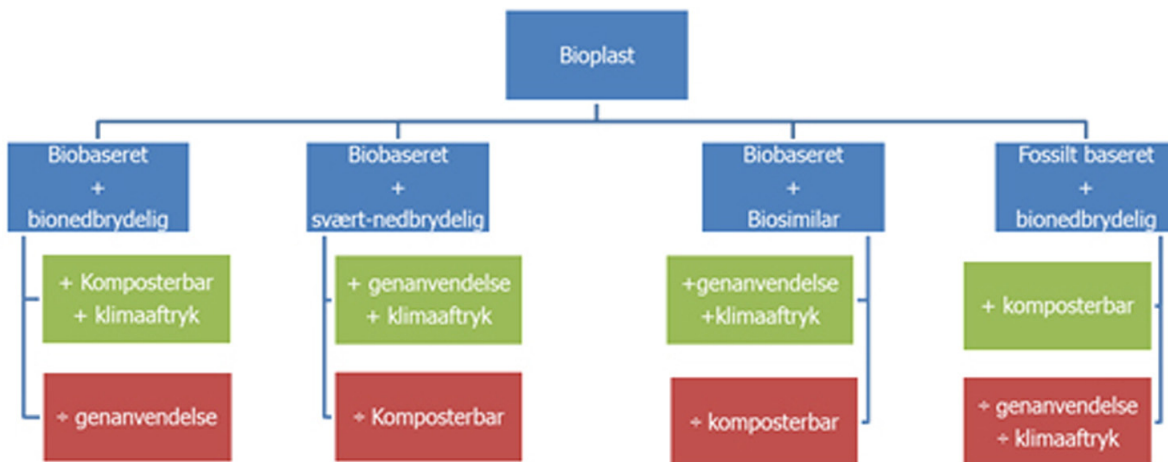 Bioplast
Biobaseret
+
bionedbrydelig
+ Komposterbar
+ klimaaftryk
÷ genanvendelse
Biobaseret
+
svært-nedbrydelig
+ genanvendelse
+ klimaaftryk
÷ Komposterbar
Biobaseret
+
Biosimilar
+genanvendelse
+klimaaftryk
÷ komposterbar
Fossilt baseret
+
bionedbrydelig
+ komposterbar
÷ genanvendelse
÷ klimaaftryk